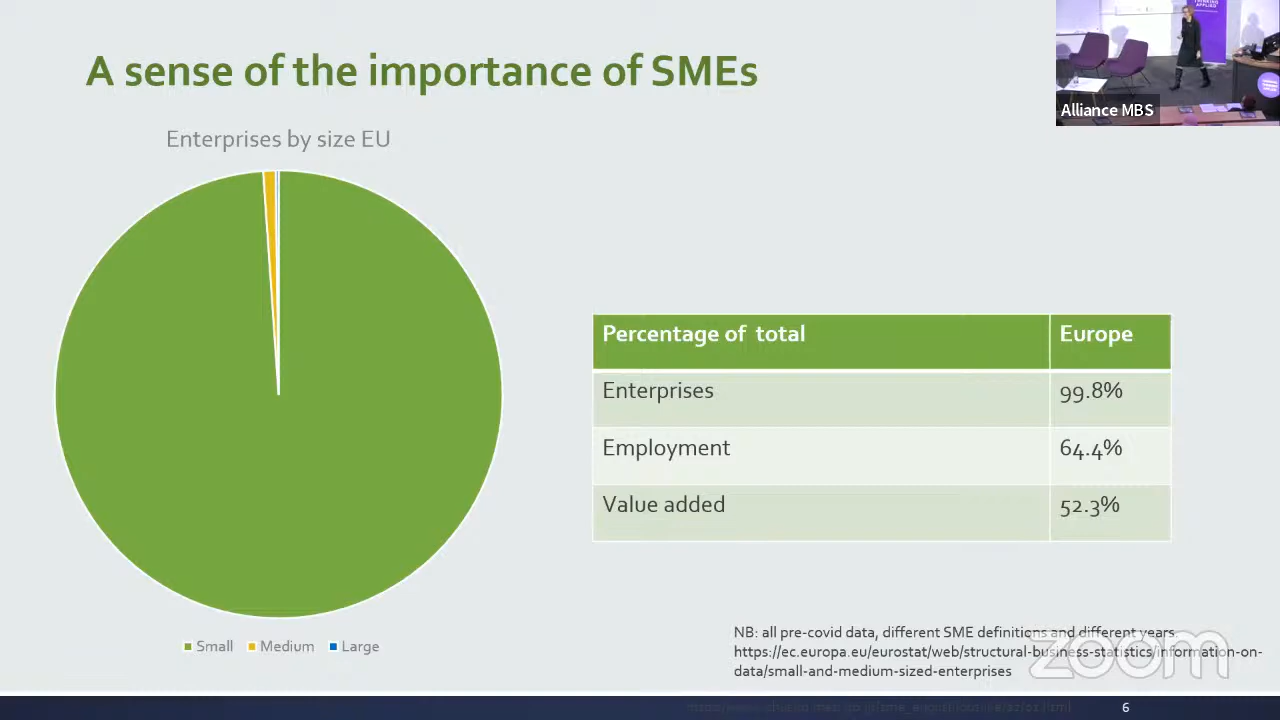 A sense of the importance of SMEs
THINKING
APPLIED
Alliance MBS
Enterprises by size EU
Percentage of total Europe
Enterprises 99.8%
Employment 64.4%
Value added 52.3%
Small Medium Large
NB: all pre-covid data, different SME definitions and different years.
https://ec.europa.eu/eurostat/web/structural-business-statistics/information-on-
data/small-and-medium-sized-enterprises
zoom
6